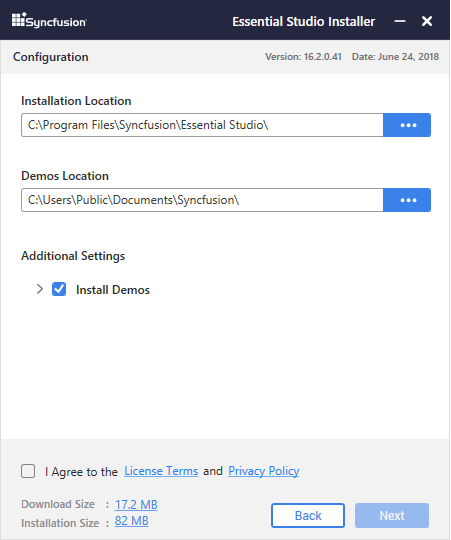 Syncfusion Essential Studio Installer
Configuration Version: 16.2.0.41 Date: June 24, 2018
Installation Location
C:\Program Files\Syncfusion\Essential Studio\
Demos Location
C:\Users\Public\Documents\Syncfusion\
Additional Settings
Install Demos
I Agree to the License Terms and Privacy Policy
Download Size : 17.2 MB
Installation Size : 82 MB
Back Next